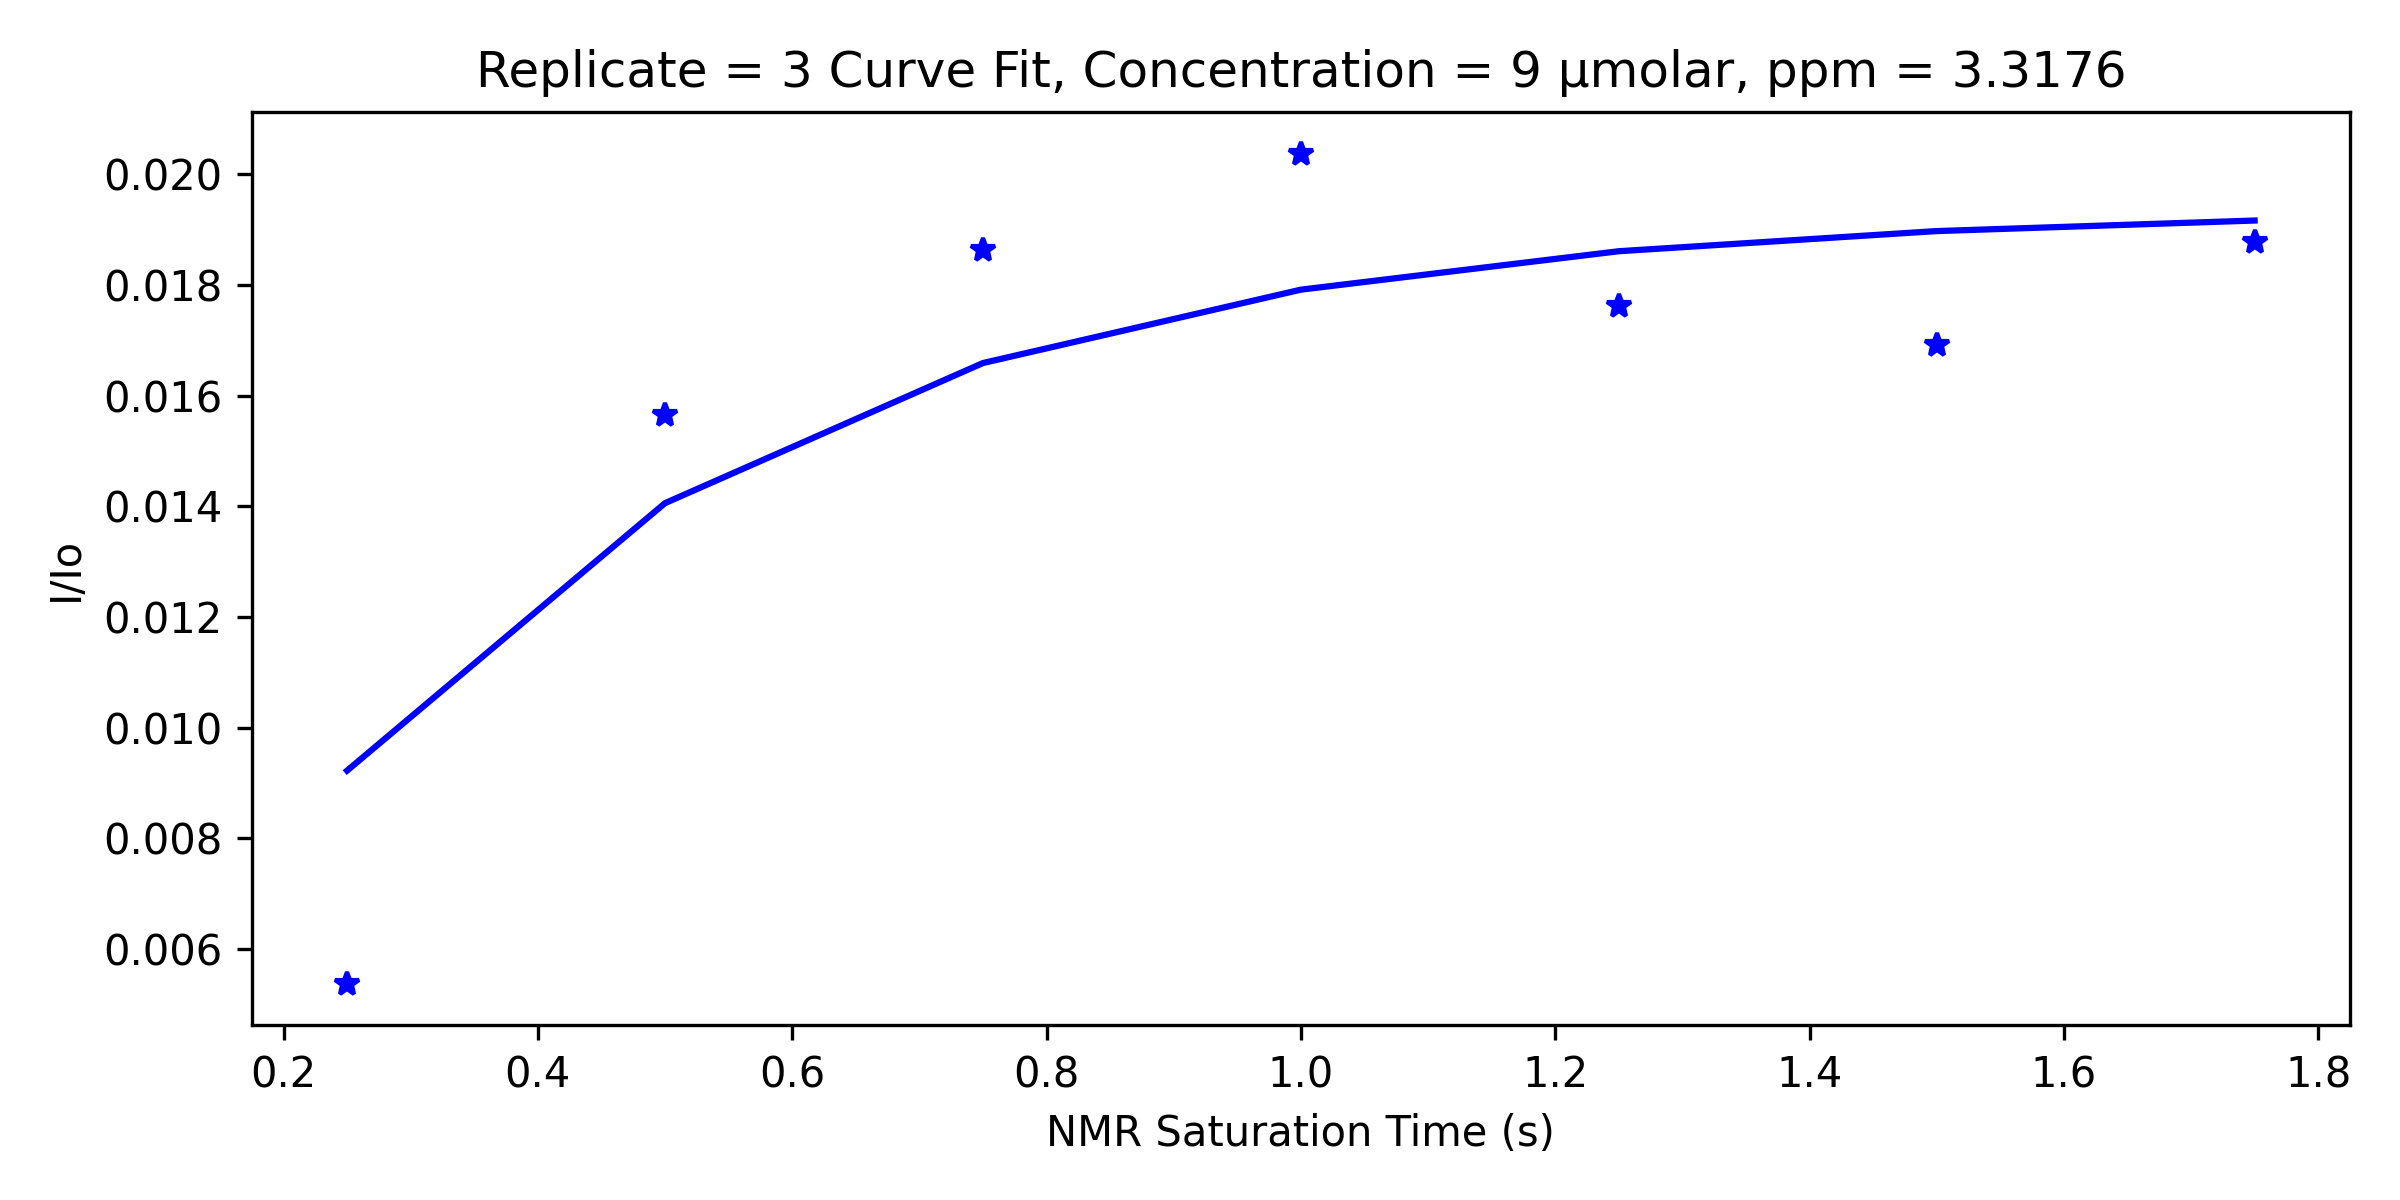 Replicate = 3 Curve Fit, Concentration = 9 µmolar, ppm = 3.3176
0.020
0.018
0.016
0.014
0.012
0.010
0.008
0.006
I/Io
0.2 0.4 0.6 0.8 1.0 1.2 1.4 1.6 1.8
NMR Saturation Time (s)